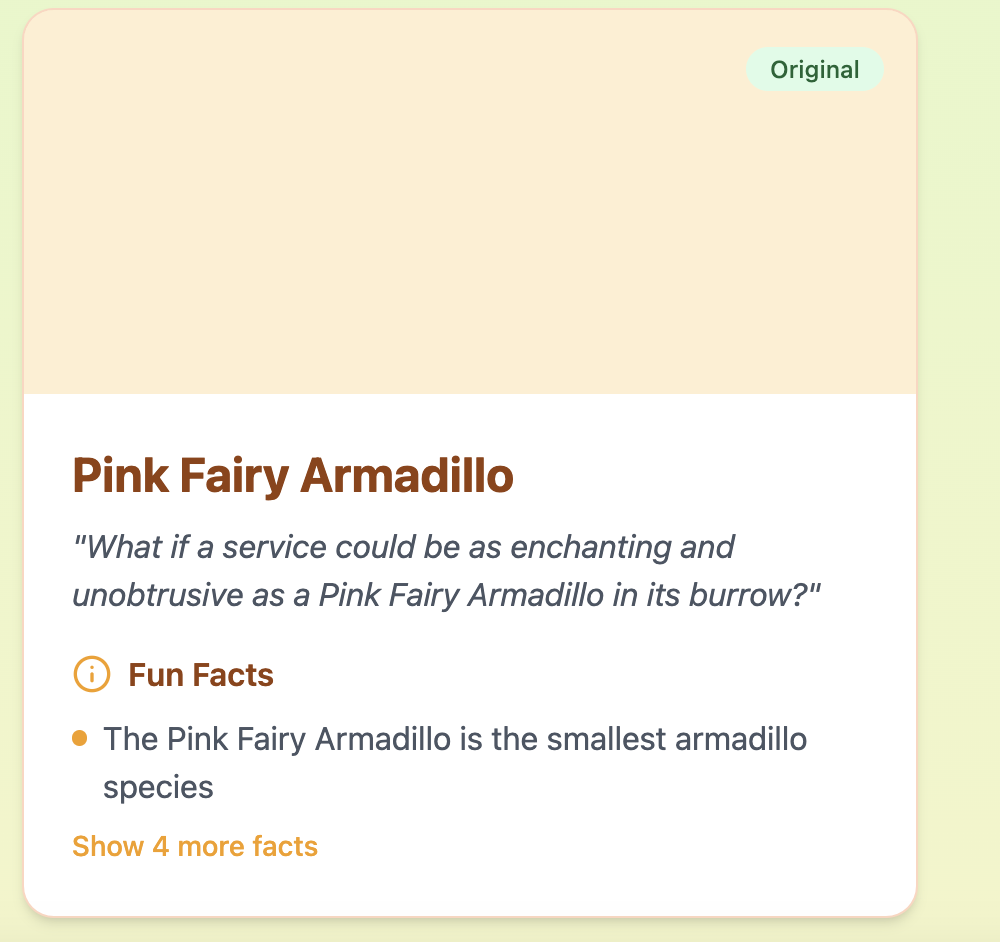 Original
Pink Fairy Armadillo
"What if a service could be as enchanting and
unobtrusive as a Pink Fairy Armadillo in its burrow?"
Fun Facts
The Pink Fairy Armadillo is the smallest armadillo
species
Show 4 more facts